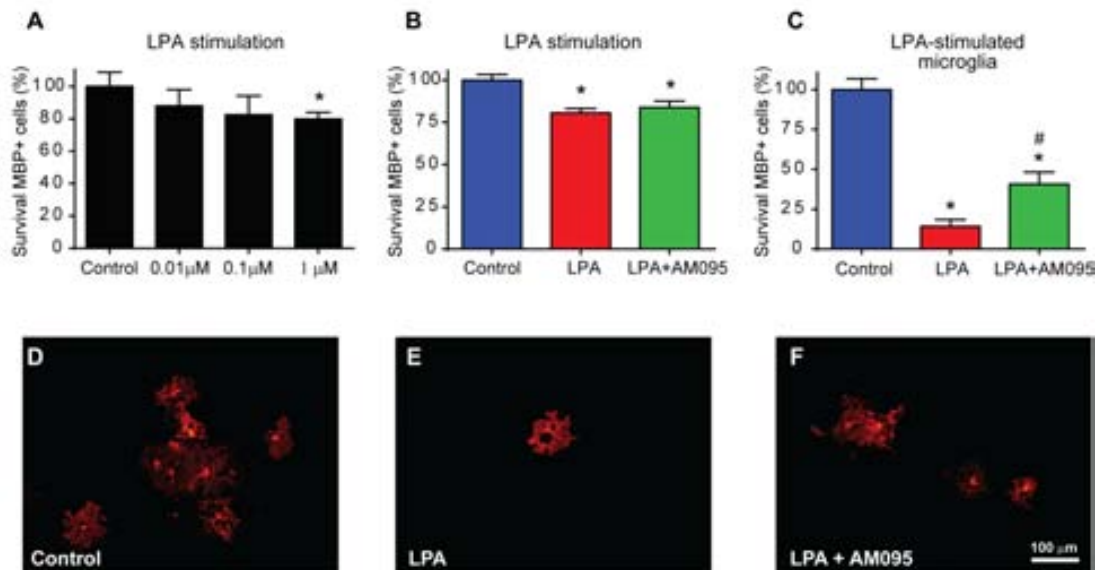 A
LPA stimulation
Survival MBP+ cells (%)
120
100
80
60
40
20
0
Control 0.01µM 0.1µM 1 µM
*
B
LPA stimulation
Survival MBP+ cells (%)
100
75
50
25
0
Control LPA LPA+AM095
* *
C
LPA-stimulated
microglia
Survival MBP+ cells (%)
100
75
50
25
0
Control LPA LPA+AM095
#
* *
D
Control
E
LPA
F
LPA + AM095
100 µm